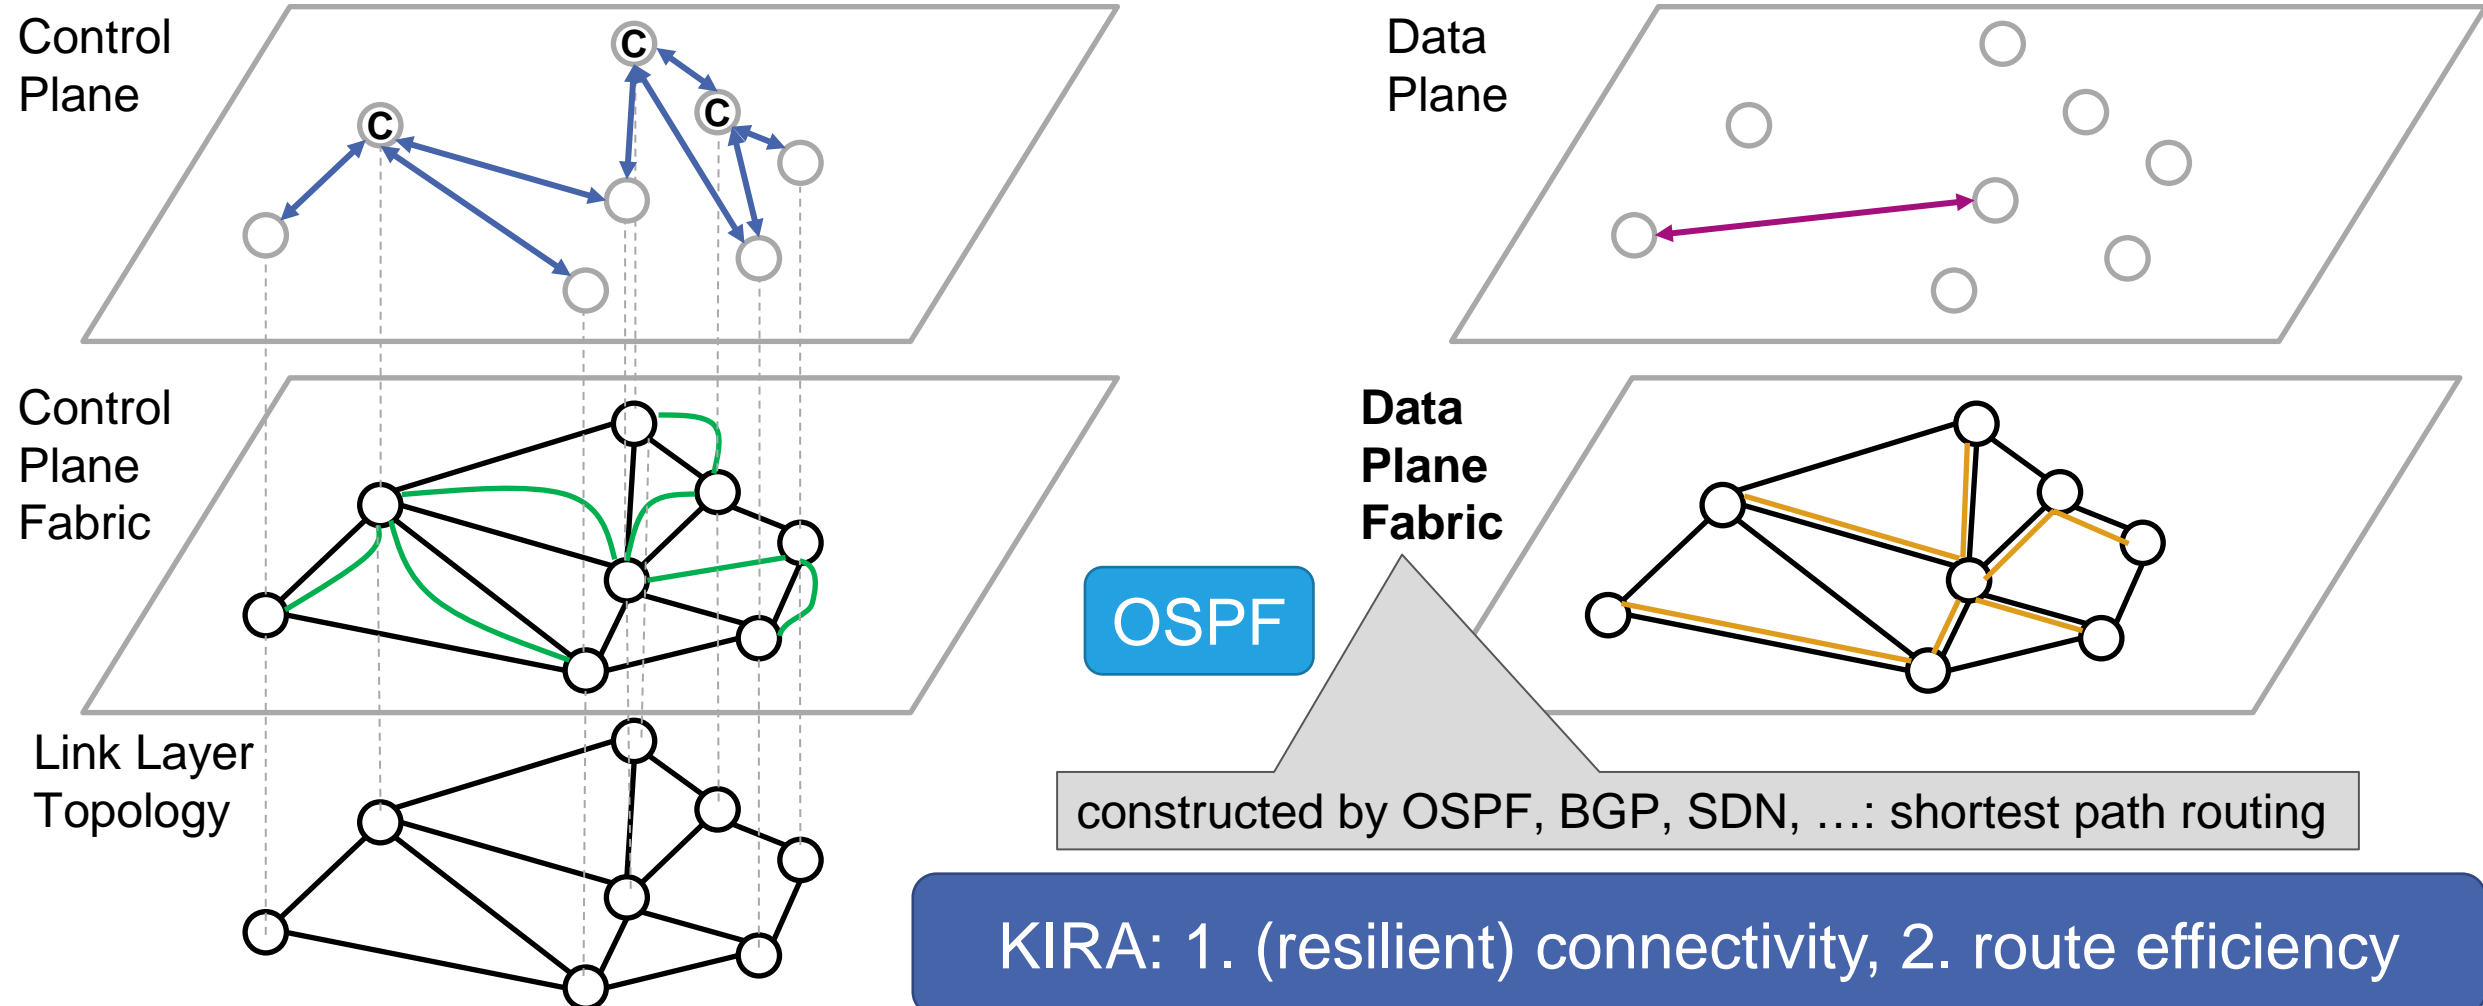 Control
Plane
C
C
C
Data
Plane
Control
Plane
Fabric
Data
Plane
Fabric
OSPF
Link Layer
Topology
constructed by OSPF, BGP, SDN, …: shortest path routing
KIRA: 1. (resilient) connectivity, 2. route efficiency